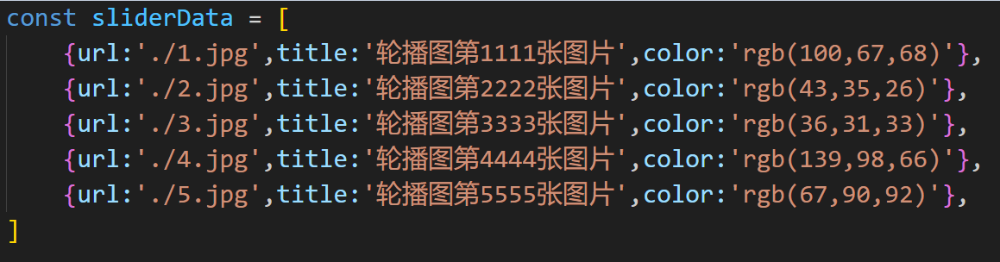 const sliderData = [
    {url:'./1.jpg',title:'轮播图第1111张图片',color:'rgb(100,67,68)'},
    {url:'./2.jpg',title:'轮播图第2222张图片',color:'rgb(43,35,26)'},
    {url:'./3.jpg',title:'轮播图第3333张图片',color:'rgb(36,31,33)'},
    {url:'./4.jpg',title:'轮播图第4444张图片',color:'rgb(139,98,66)'},
    {url:'./5.jpg',title:'轮播图第5555张图片',color:'rgb(67,90,92)'},
]